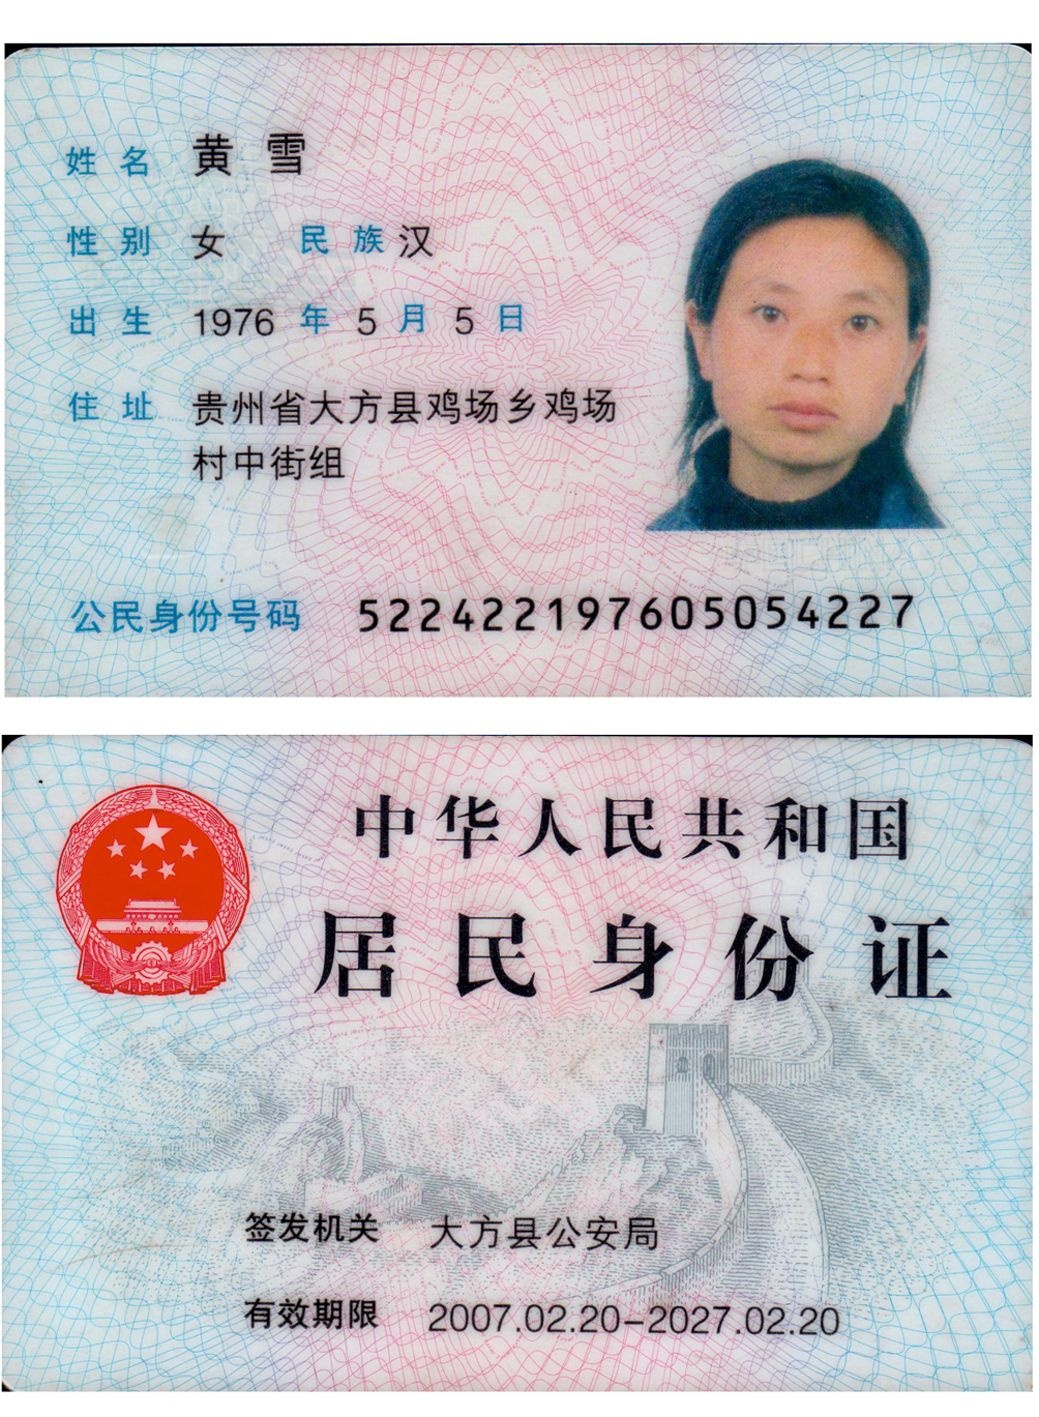 姓名 黄雪
性别 女 民族 汉
出生 1976 年 5 月 5 日
住址 贵州省大方县鸡场乡鸡场
村中街组
公民身份号码 522422197605054227
中华人民共和国
居民身份证
签发机关 大方县公安局
有效期限 2007.02.20-2027.02.20